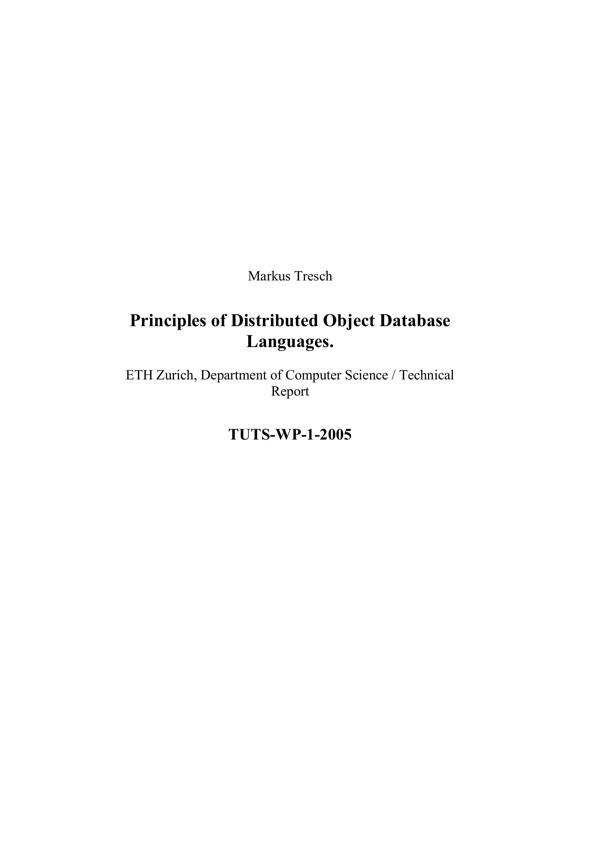 Markus Tresch
Principles of Distributed Object Database
Languages.
ETH Zurich, Department of Computer Science / Technical
Report
TUTS-WP-1-2005